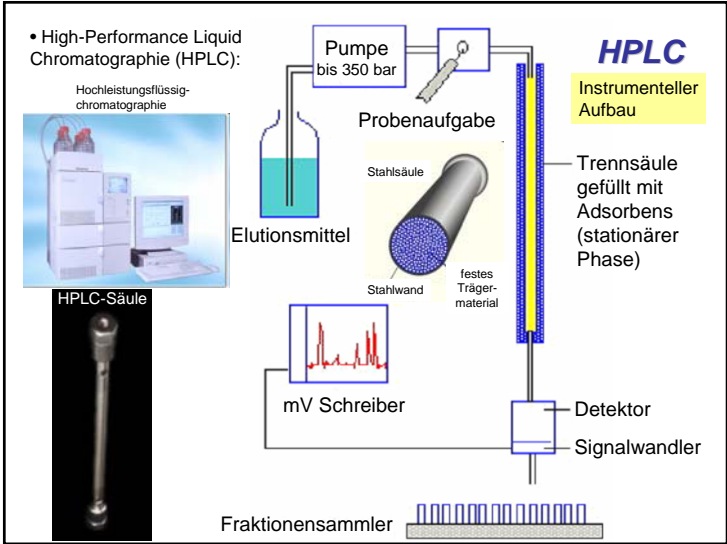 • High-Performance Liquid
Chromatographie (HPLC):
Hochleistungsflüssig-
chromatographie
Pumpe
bis 350 bar
HPLC
Instrumenteller
Aufbau
Probenaufgabe
Stahlsäule
Trennsäule
gefüllt mit
Adsorbens
(stationärer
Phase)
Elutionsmittel
Stahlwand
festes
Träger-
material
HPLC-Säule
mV Schreiber
Detektor
Signalwandler
Fraktionensammler